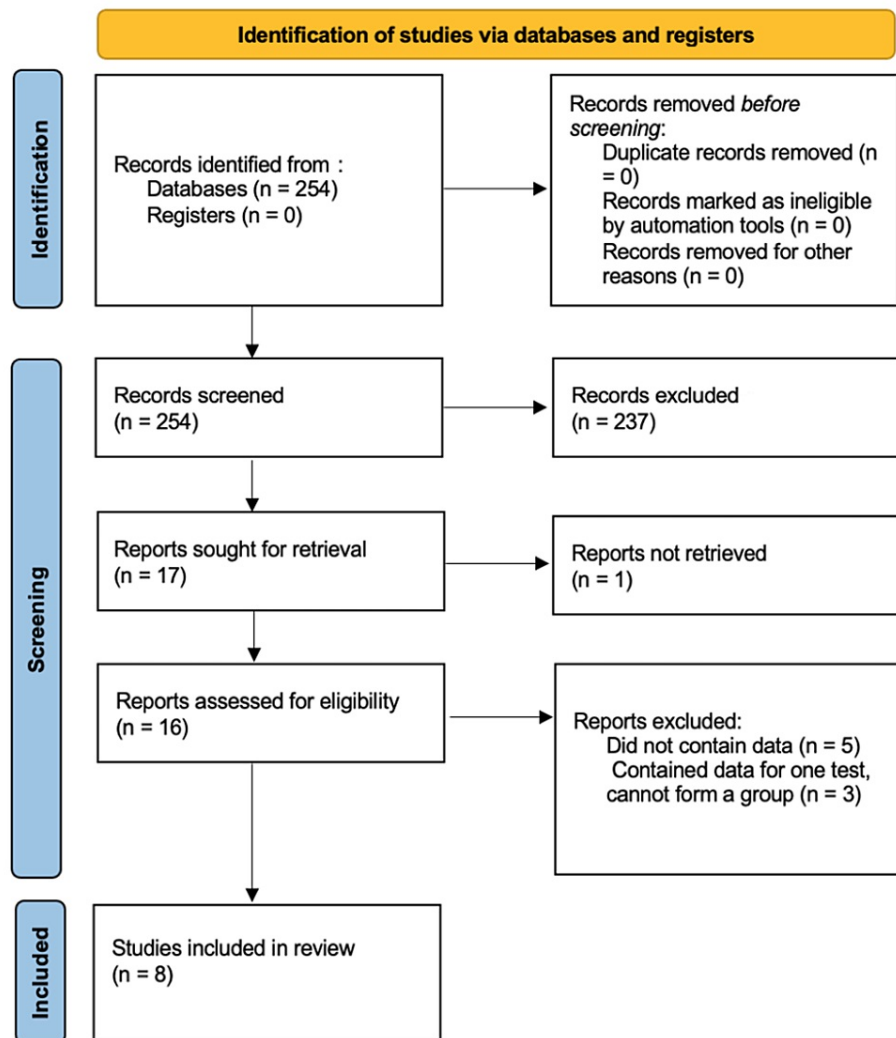 Identification of studies via databases and registers
Identification
Records identified from :
Databases (n = 254)
Registers (n = 0)
Records removed before
screening:
Duplicate records removed (n
= 0)
Records marked as ineligible
by automation tools (n = 0)
Records removed for other
reasons (n = 0)
Screening
Records screened
(n = 254)
Records excluded
(n = 237)
Reports sought for retrieval
(n = 17)
Reports not retrieved
(n = 1)
Reports assessed for eligibility
(n = 16)
Reports excluded:
Did not contain data (n = 5)
Contained data for one test,
cannot form a group (n = 3)
Included
Studies included in review
(n = 8)